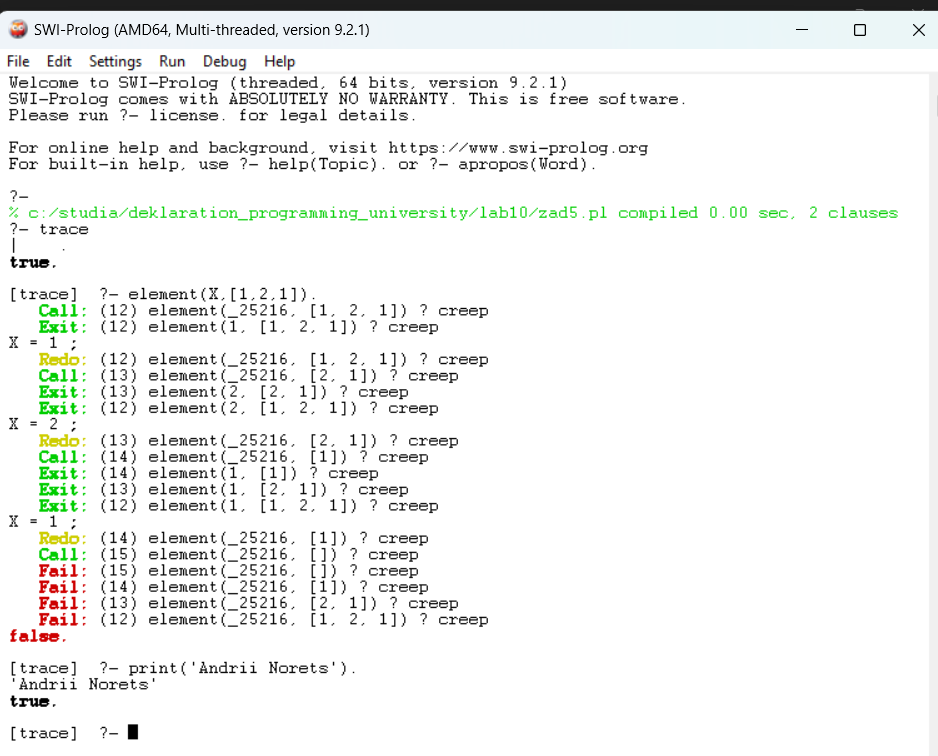 SWI-Prolog (AMD64, Multi-threaded, version 9.2.1)
File Edit Settings Run Debug Help
Welcome to SWI-Prolog (threaded, 64 bits, version 9.2.1)
SWI-Prolog comes with ABSOLUTELY NO WARRANTY. This is free software.
Please run ?- license. for legal details.
For online help and background, visit https://www.swi-prolog.org
For built-in help, use ?- help(Topic). or ?- apropos(Word).
?-
% c:/studia/deklaration_programming_university/lab10/zad5.pl compiled 0.00 sec, 2 clauses
?- trace
|    .
true.
[trace]  ?- element(X,[1,2,1]).
   Call: (12) element(_25216, [1, 2, 1]) ? creep
   Exit: (12) element(1, [1, 2, 1]) ? creep
X = 1 ;
   Redo: (12) element(_25216, [1, 2, 1]) ? creep
   Call: (13) element(_25216, [2, 1]) ? creep
   Exit: (13) element(2, [2, 1]) ? creep
   Exit: (12) element(2, [1, 2, 1]) ? creep
X = 2 ;
   Redo: (13) element(_25216, [2, 1]) ? creep
   Call: (14) element(_25216, [1]) ? creep
   Exit: (14) element(1, [1]) ? creep
   Exit: (13) element(1, [2, 1]) ? creep
   Exit: (12) element(1, [1, 2, 1]) ? creep
X = 1 ;
   Redo: (14) element(_25216, [1]) ? creep
   Call: (15) element(_25216, []) ? creep
   Fail: (15) element(_25216, []) ? creep
   Fail: (14) element(_25216, [1]) ? creep
   Fail: (13) element(_25216, [2, 1]) ? creep
   Fail: (12) element(_25216, [1, 2, 1]) ? creep
false.
[trace]  ?- print('Andrii Norets').
'Andrii Norets'
true.
[trace]  ?-